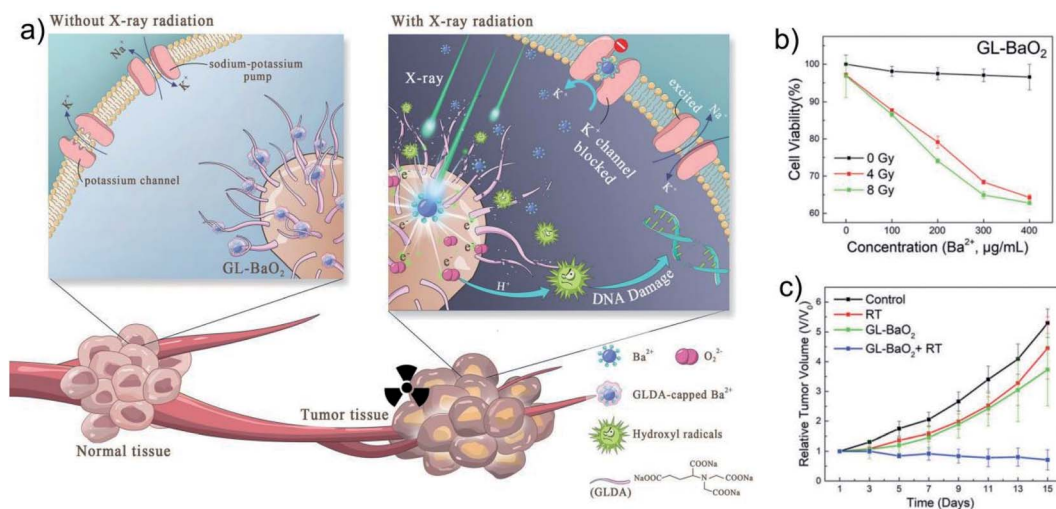 a)
Without X-ray radiation
Na⁺
K⁺
sodium-potassium
pump
K⁺
potassium channel
GL-BaO₂
With X-ray radiation
X-ray
K⁺
K⁺ channel
blocked
excited
Na⁺
K⁺
e⁻
e⁻
e⁻
H⁺
DNA Damage
Normal tissue
Tumor tissue
Ba²⁺
O₂²⁻
GLDA-capped Ba²⁺
Hydroxyl radicals
(GLDA)
NaOOC
COONa
N
COONa
COONa
b)
GL-BaO₂
Cell Viability(%)
100
90
80
70
60
0 Gy
4 Gy
8 Gy
0 100 200 300 400
Concentration (Ba²⁺, μg/mL)
c)
Relative Tumor Volume (V/V₀)
6
5
4
3
2
1
0
Control
RT
GL-BaO₂
GL-BaO₂+ RT
1 3 5 7 9 11 13 15
Time (Days)